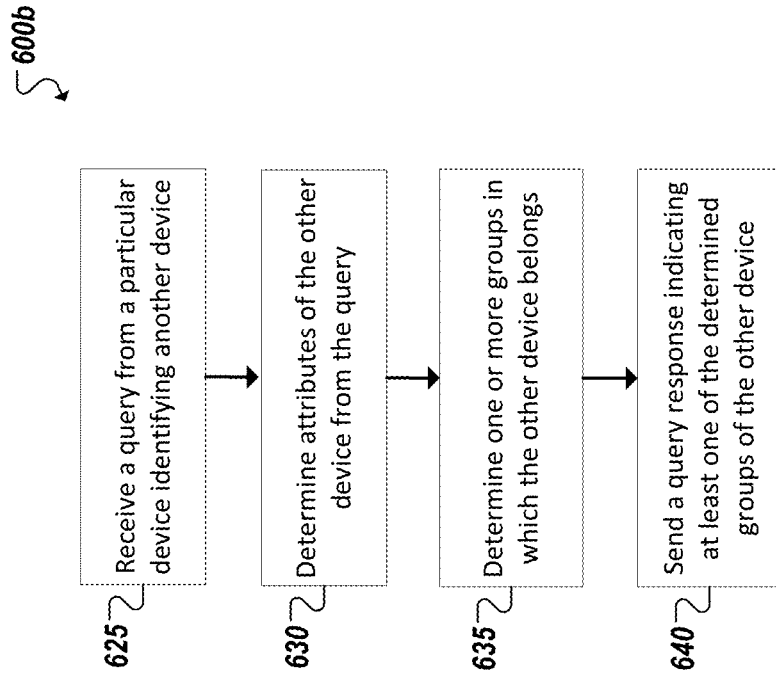 600b
625
Receive a query from a particular
device identifying another device
630
Determine attributes of the other
device from the query
635
Determine one or more groups in
which the other device belongs
640
Send a query response indicating
at least one of the determined
groups of the other device